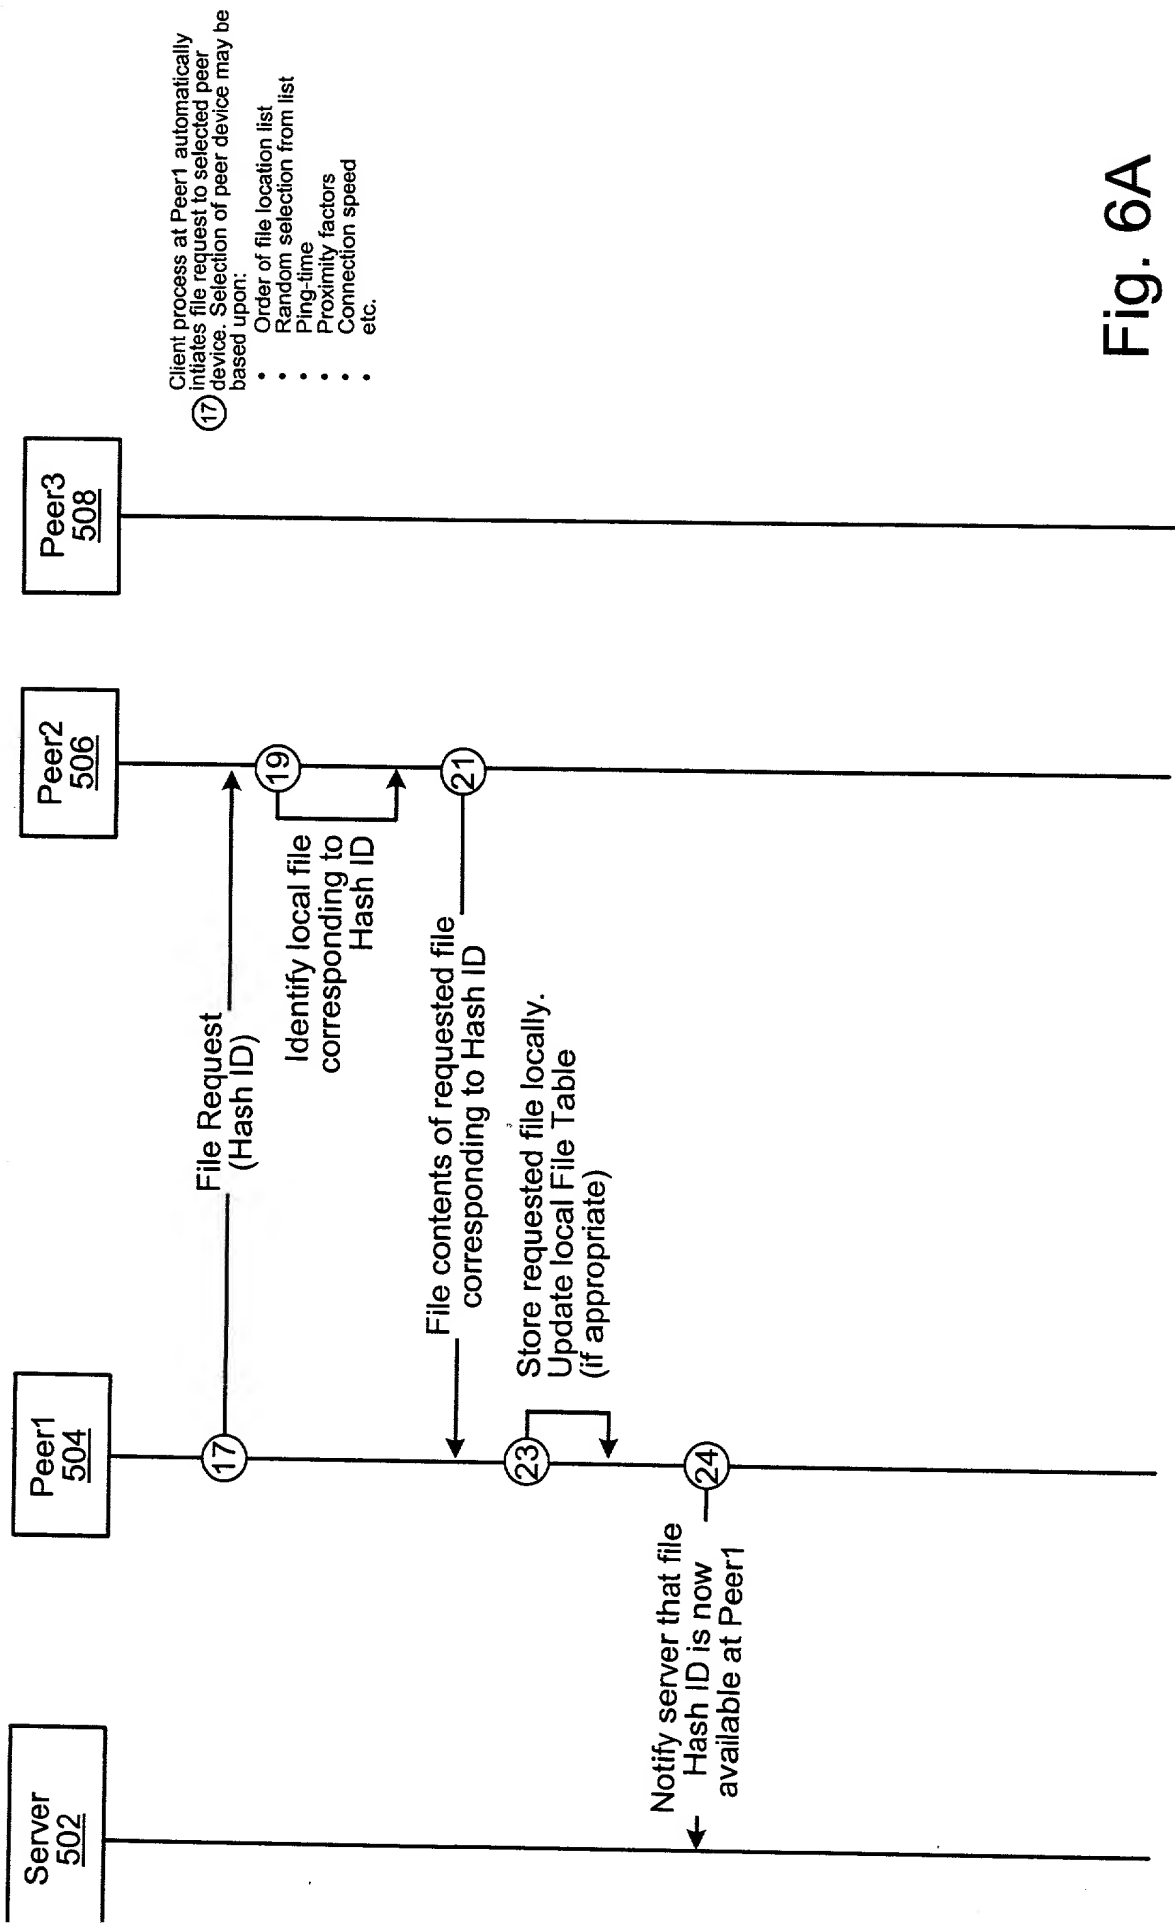 Server
502
Peer1
504
Peer2
506
Peer3
508
17
File Request
(Hash ID)
19
Identify local file
corresponding to
Hash ID
21
File contents of requested file
corresponding to Hash ID
23
Store requested file locally.
Update local File Table
(if appropriate)
24
Notify server that file
Hash ID is now
available at Peer1
17
Client process at Peer1 automatically
intiates file request to selected peer
device. Selection of peer device may be
based upon:
• Order of file location list
• Random selection from list
• Ping-time
• Proximity factors
• Connection speed
• etc.
Fig. 6A